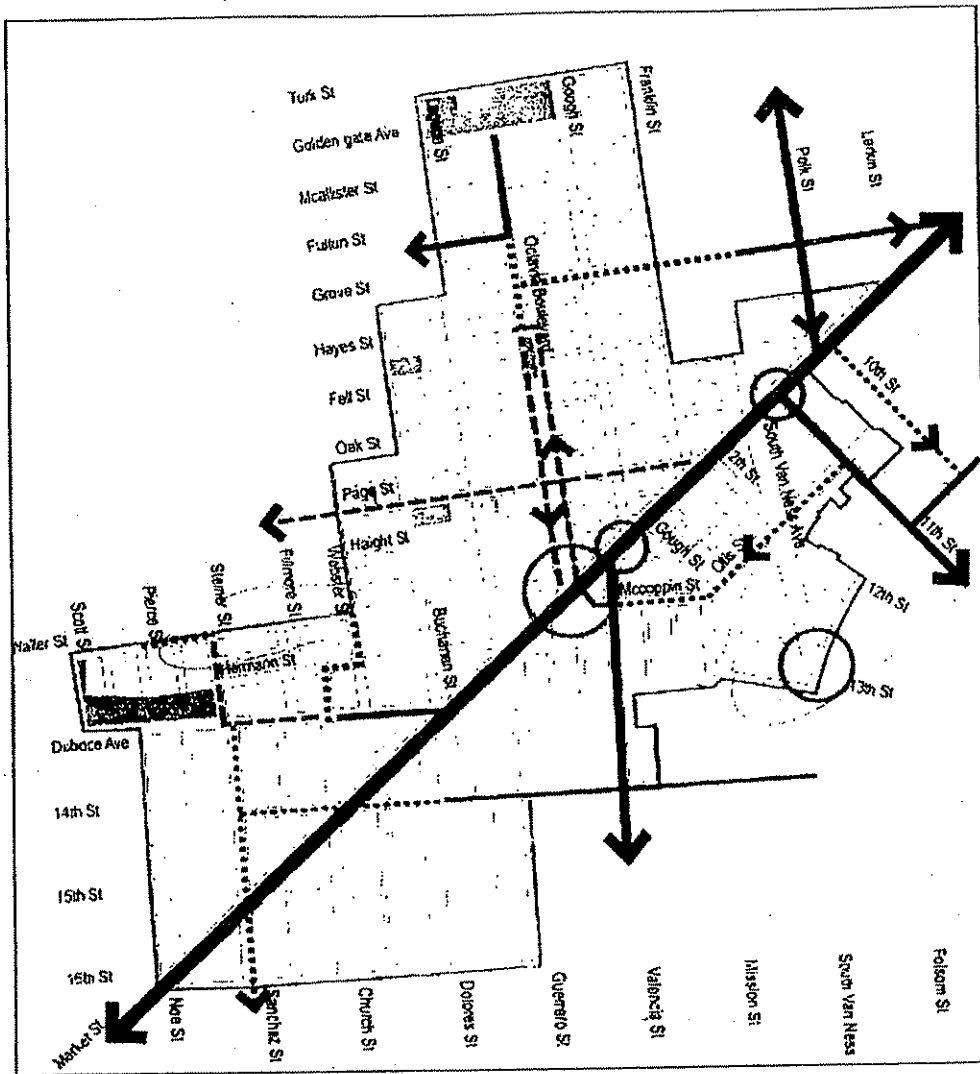 Turk St
Golden gate Ave
Mcallister St
Fulton St
Grove St
Hayes St
Fell St
Oak St
Page St
Haight St
Gough St
Franklin St
Polk St
Larkin St
Octavia Boulevard
10th St
11th St
South Van Ness Ave
12th St
Gough St
Otis St
Mccoppin St
12th St
13th St
Buchanan St
Webster St
Fillmore St
Steiner St
Pierce St
Scott St
Hermann St
Duboce Ave
14th St
15th St
16th St
Market St
Noe St
Church St
Dolores St
Guerrero St
Valencia St
Mission St
South Van Ness
Folsom St